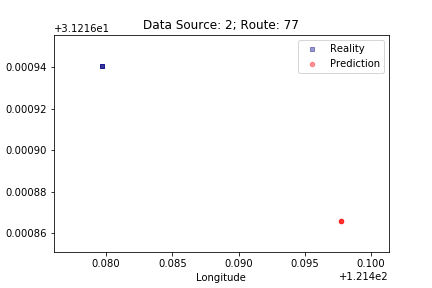 Data Source: 2; Route: 77
+3.1216e1
Reality
Prediction
0.00094
0.00092
0.00090
0.00088
0.00086
0.080 0.085 0.090 0.095 0.100
Longitude
+1.214e2